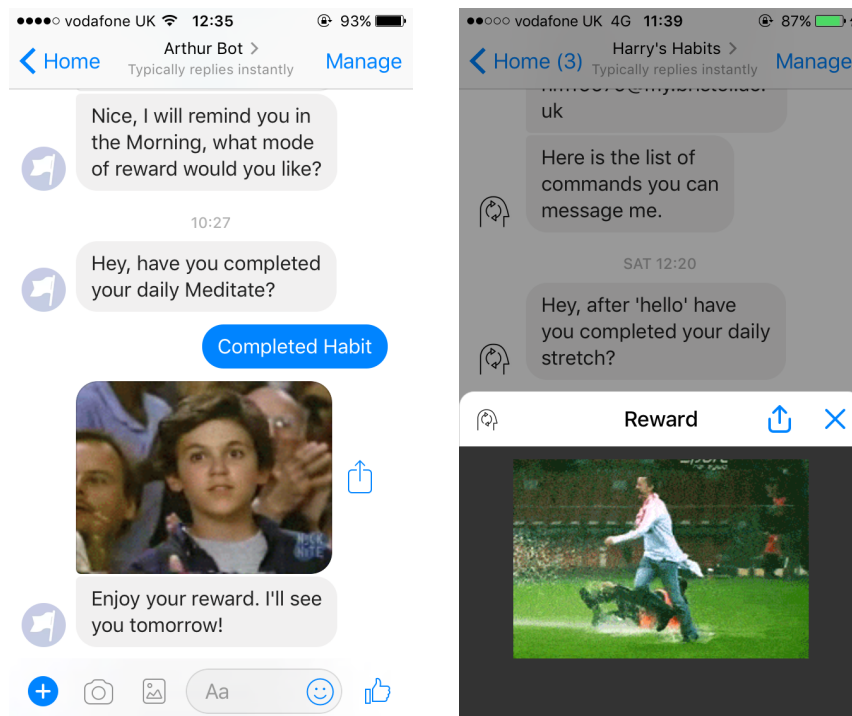 vodafone UK 12:35 93%
Home
Arthur Bot
Typically replies instantly
Manage
Nice, I will remind you in
the Morning, what mode
of reward would you like?
10:27
Hey, have you completed
your daily Meditate?
Completed Habit
NICK
NITE
Enjoy your reward. I'll see
you tomorrow!
Aa
vodafone UK 4G 11:39 87%
Home (3)
Harry's Habits
Typically replies instantly
Manage
uk
Here is the list of
commands you can
message me.
SAT 12:20
Hey, after 'hello' have
you completed your daily
stretch?
Reward